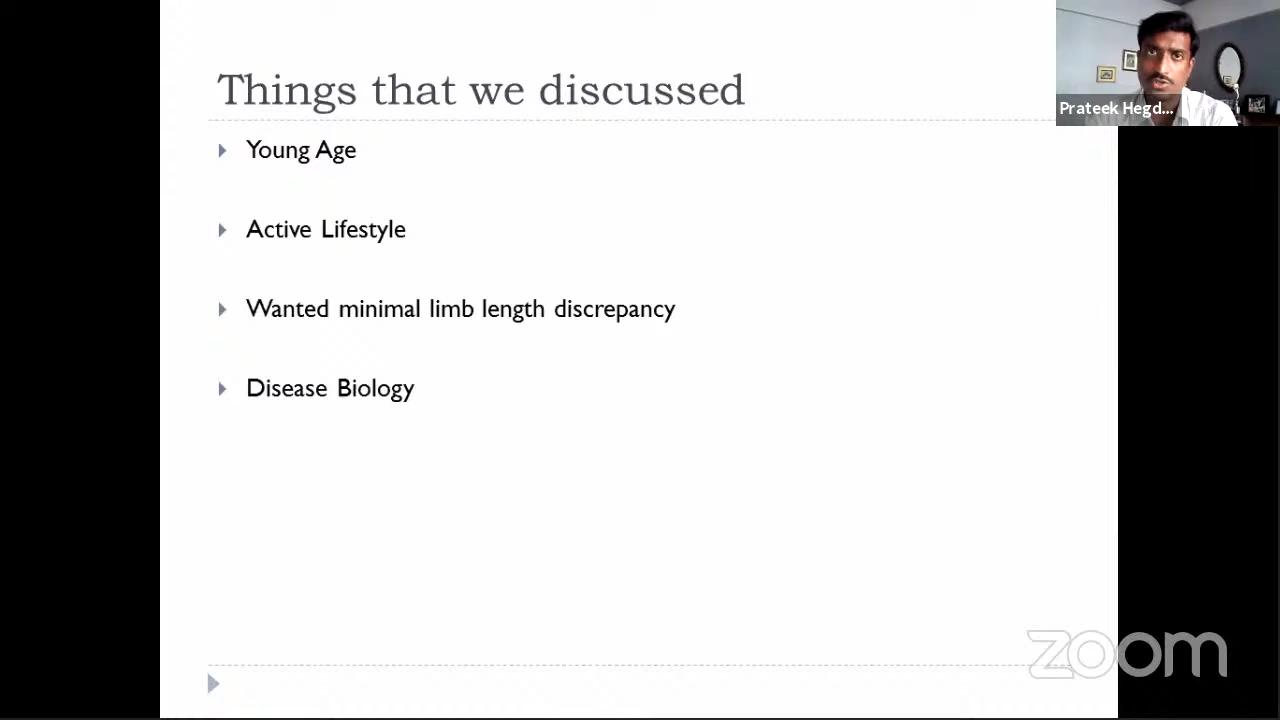 Things that we discussed
Prateek Hegd...
Young Age
Active Lifestyle
Wanted minimal limb length discrepancy
Disease Biology
zoom